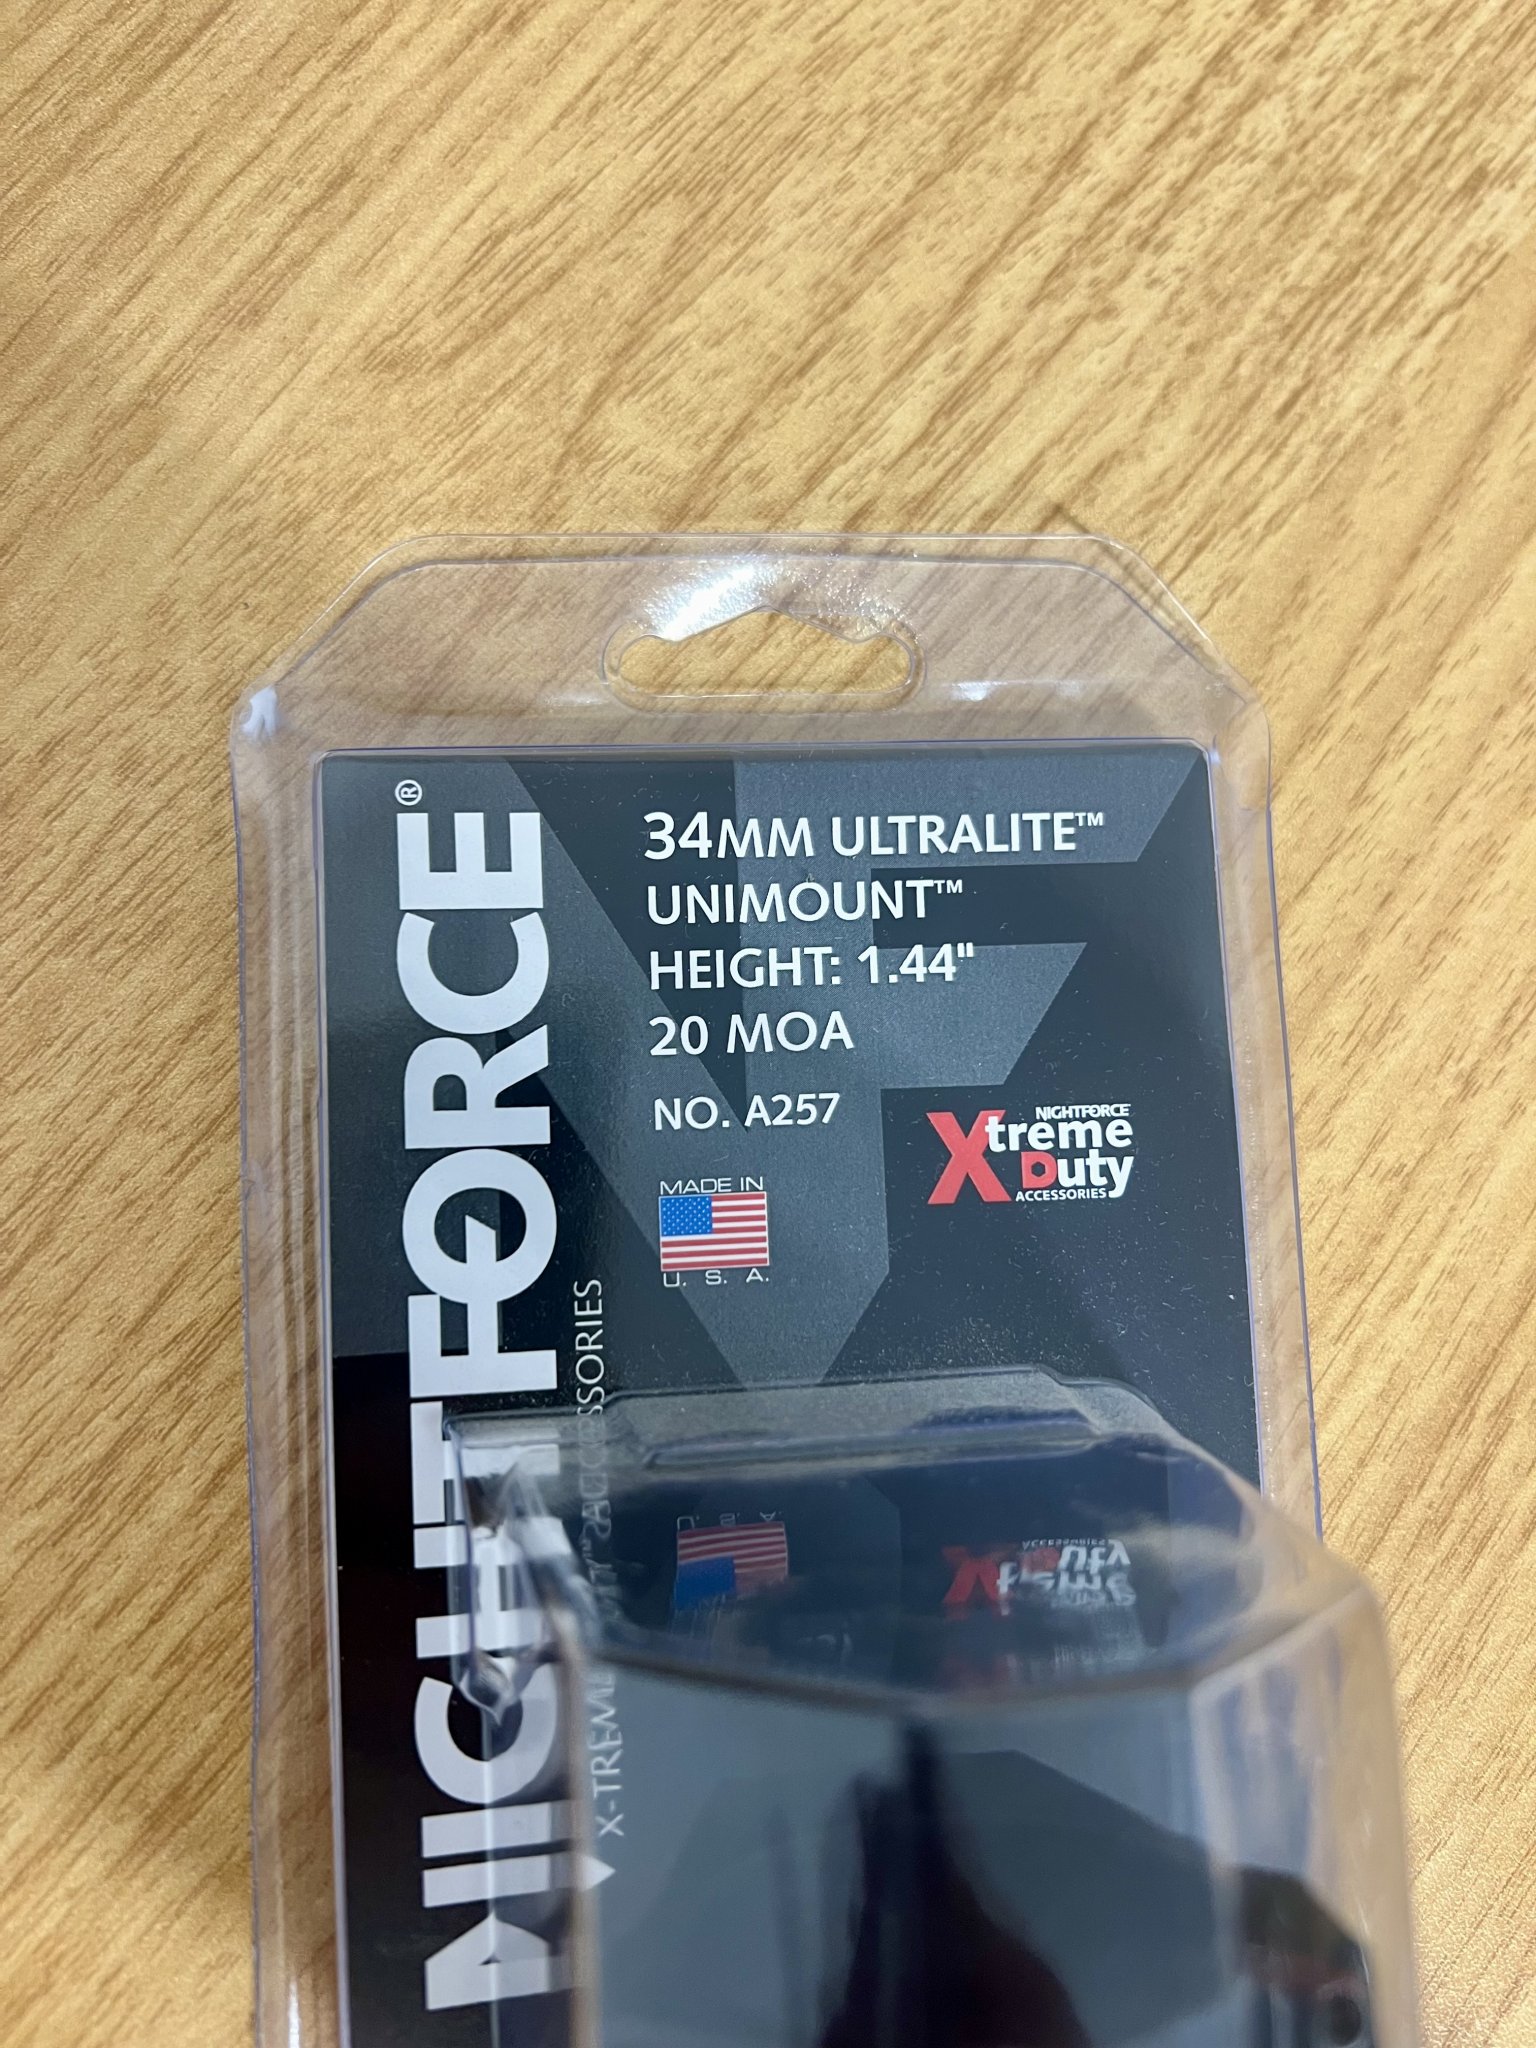 NIGHTFORCE®
X-TREME DUTY™ ACCESSORIES
34MM ULTRALITE™
UNIMOUNT™
HEIGHT: 1.44"
20 MOA
NO. A257
MADE IN
U. S. A.
NIGHTFORCE
Xtreme
Duty
ACCESSORIES